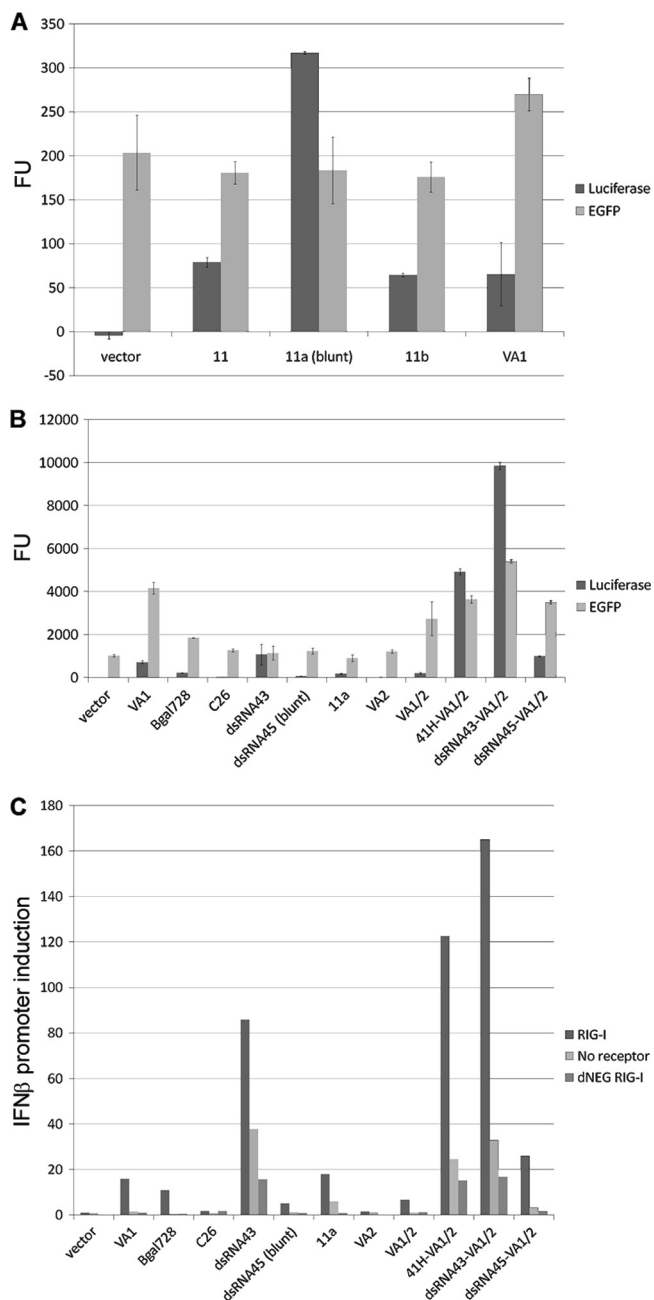 A
FU
350
300
250
200
150
100
50
0
-50
vector 11 11a (blunt) 11b VA1
Luciferase
EGFP
B
FU
12000
10000
8000
6000
4000
2000
0
vector VA1 Bgal728 C26 dsRNA43 dsRNA45 (blunt) 11a VA2 VA1/2 41H-VA1/2 dsRNA43-VA1/2 dsRNA45-VA1/2
Luciferase
EGFP
C
IFNβ promoter induction
180
160
140
120
100
80
60
40
20
0
vector VA1 Bgal728 C26 dsRNA43 dsRNA45 (blunt) 11a VA2 VA1/2 41H-VA1/2 dsRNA43-VA1/2 dsRNA45-VA1/2
RIG-I
No receptor
dNEG RIG-I